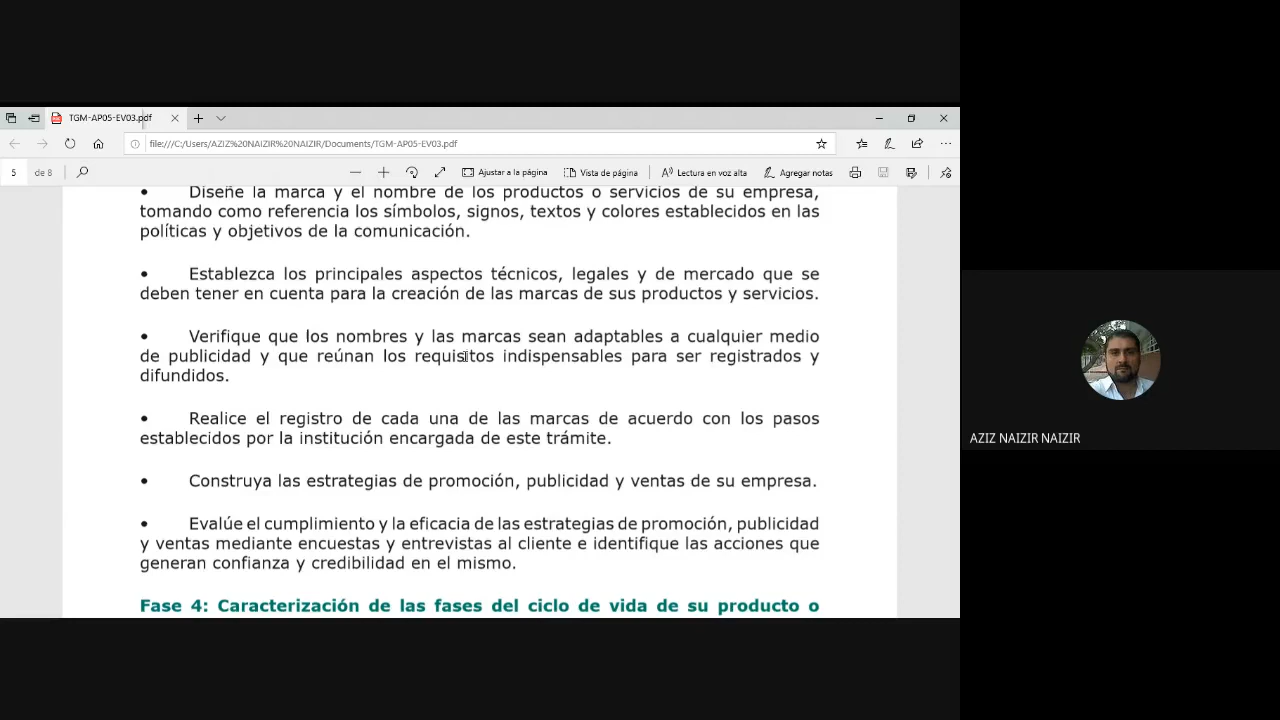 TGM-AP05-EV03.pdf
file:///C:/Users/AZIZ%20NAIZIR%20NAIZIR/Documents/TGM-AP05-EV03.pdf
5 de 8 Ajustar a la página Vista de página Lectura en voz alta Agregar notas
• Diseñe la marca y el nombre de los productos o servicios de su empresa,
tomando como referencia los símbolos, signos, textos y colores establecidos en las
políticas y objetivos de la comunicación.
• Establezca los principales aspectos técnicos, legales y de mercado que se
deben tener en cuenta para la creación de las marcas de sus productos y servicios.
• Verifique que los nombres y las marcas sean adaptables a cualquier medio
de publicidad y que reúnan los requisitos indispensables para ser registrados y
difundidos.
• Realice el registro de cada una de las marcas de acuerdo con los pasos
establecidos por la institución encargada de este trámite.
• Construya las estrategias de promoción, publicidad y ventas de su empresa.
• Evalúe el cumplimiento y la eficacia de las estrategias de promoción, publicidad
y ventas mediante encuestas y entrevistas al cliente e identifique las acciones que
generan confianza y credibilidad en el mismo.
Fase 4: Caracterización de las fases del ciclo de vida de su producto o
AZIZ NAIZIR NAIZIR